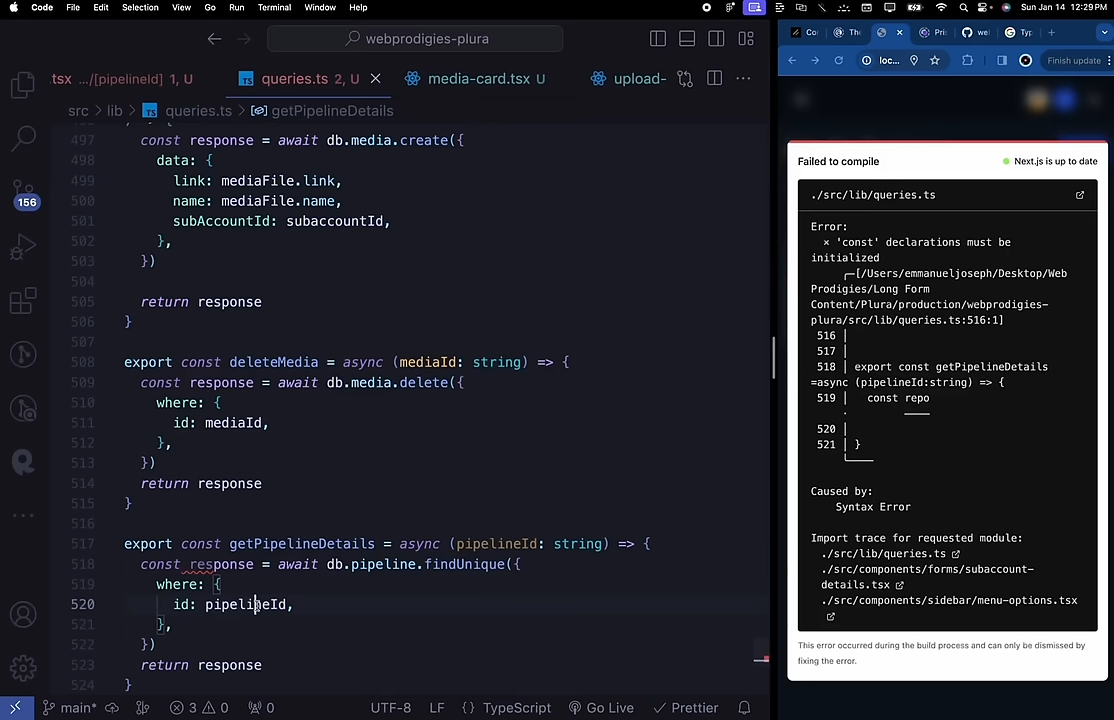 Code File Edit Selection View Go Run Terminal Window Help Sun Jan 14 12:29 PM
webprodigies-plura
.tsx .../[pipelineId] 1, U TS queries.ts 2, U media-card.tsx U upload-
src > lib > TS queries.ts > getPipelineDetails
497 const response = await db.media.create({
498 data: {
499 link: mediaFile.link,
500 name: mediaFile.name,
501 subAccountId: subaccountId,
502 },
503 })
504
505 return response
506 }
507
508 export const deleteMedia = async (mediaId: string) => {
509 const response = await db.media.delete({
510 where: {
511 id: mediaId,
512 },
513 })
514 return response
515 }
516
517 export const getPipelineDetails = async (pipelineId: string) => {
518 const response = await db.pipeline.findUnique({
519 where: {
520 id: pipelineId,
521 },
522 })
523 return response
524 }
156
main* 3 0 0 UTF-8 LF {} TypeScript Go Live Prettier
Co The Pri wel Typ
loc... Finish update
Failed to compile Next.js is up to date
./src/lib/queries.ts
Error:
× 'const' declarations must be
initialized
╭─[/Users/emmanueljoseph/Desktop/Web
Prodigies/Long Form
Content/Plura/production/webprodigies-
plura/src/lib/queries.ts:516:1]
516 │
517 │
518 │ export const getPipelineDetails
=async (pipelineId:string) => {
519 │ const repo
· ────
520 │
521 │ }
╰────
Caused by:
Syntax Error
Import trace for requested module:
./src/lib/queries.ts
./src/components/forms/subaccount-
details.tsx
./src/components/sidebar/menu-options.tsx
This error occurred during the build process and can only be dismissed by
fixing the error.